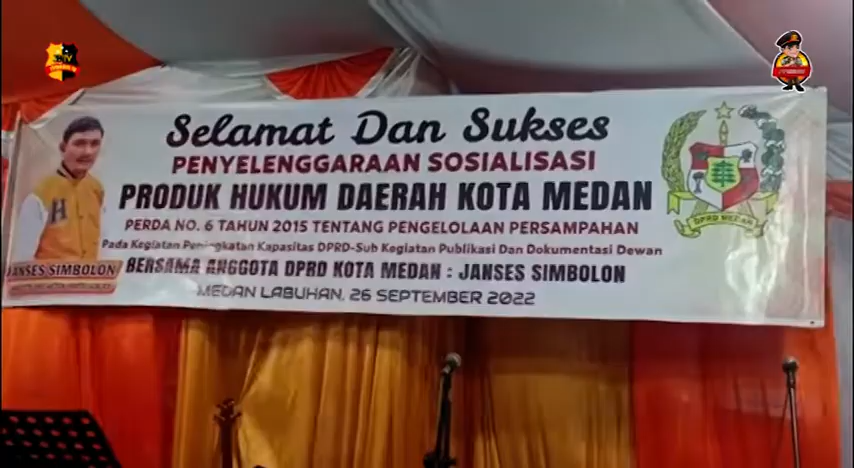 Selamat Dan Sukses
PENYELENGGARAAN SOSIALISASI
PRODUK HUKUM DAERAH KOTA MEDAN
PERDA NO. 6 TAHUN 2015 TENTANG PENGELOLAAN PERSAMPAHAN
Pada Kegiatan Peningkatan Kapasitas DPRD-Sub Kegiatan Publikasi Dan Dokumentasi Dewan
BERSAMA ANGGOTA DPRD KOTA MEDAN : JANSES SIMBOLON
MEDAN LABUHAN, 26 SEPTEMBER 2022
H
JANSES SIMBOLON
DPRD MEDAN